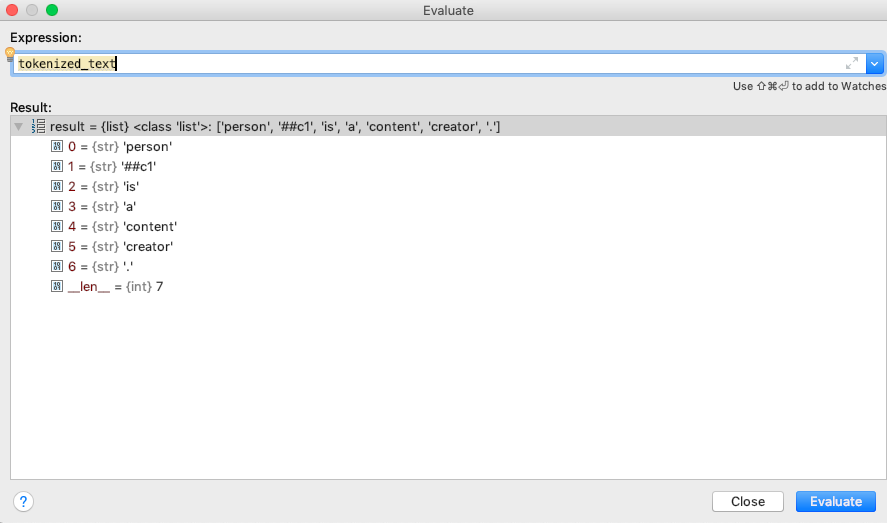 Evaluate
Expression:
tokenized_text
Use ⇧⌘⏎ to add to Watches
Result:
result = {list} <class 'list'>: ['person', '##c1', 'is', 'a', 'content', 'creator', '.']
0 = {str} 'person'
1 = {str} '##c1'
2 = {str} 'is'
3 = {str} 'a'
4 = {str} 'content'
5 = {str} 'creator'
6 = {str} '.'
__len__ = {int} 7
? Close Evaluate